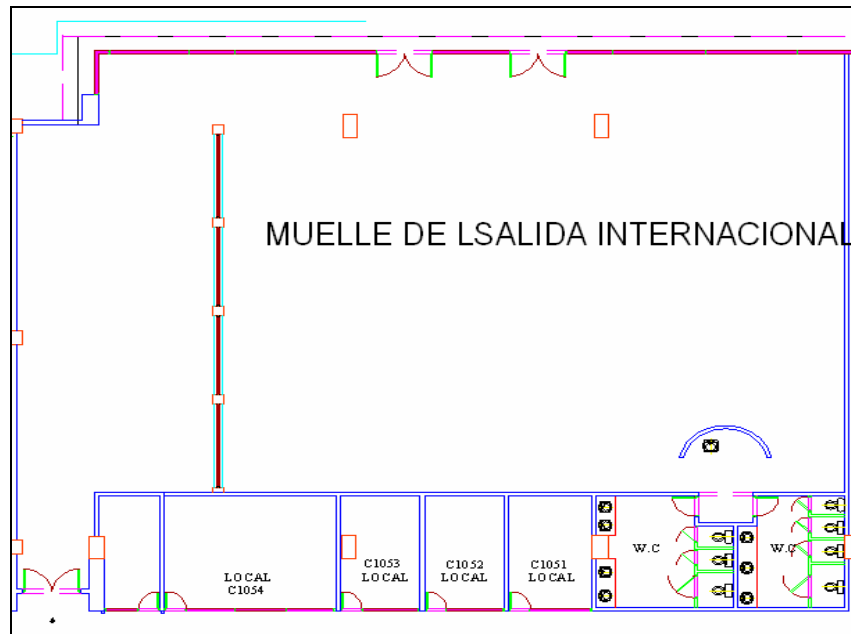 MUELLE DE LSALIDA INTERNACIONAL
LOCAL
C1054
C1053
LOCAL
C1052
LOCAL
C1051
LOCAL
W.C
W.C